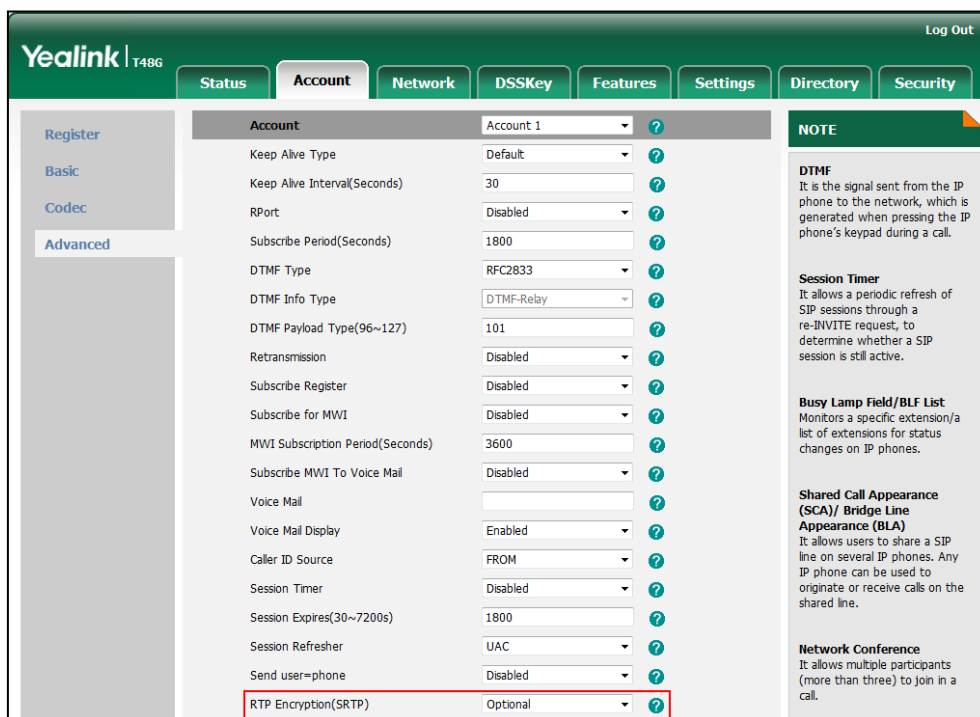 Log Out
Yealink | T48G
Status Account Network DSSKey Features Settings Directory Security
Register
Basic
Codec
Advanced
Account Account 1 ?
Keep Alive Type Default ?
Keep Alive Interval(Seconds) 30 ?
RPort Disabled ?
Subscribe Period(Seconds) 1800 ?
DTMF Type RFC2833 ?
DTMF Info Type DTMF-Relay ?
DTMF Payload Type(96~127) 101 ?
Retransmission Disabled ?
Subscribe Register Disabled ?
Subscribe for MWI Disabled ?
MWI Subscription Period(Seconds) 3600 ?
Subscribe MWI To Voice Mail Disabled ?
Voice Mail ?
Voice Mail Display Enabled ?
Caller ID Source FROM ?
Session Timer Disabled ?
Session Expires(30~7200s) 1800 ?
Session Refresher UAC ?
Send user=phone Disabled ?
RTP Encryption(SRTP) Optional ?
NOTE
DTMF
It is the signal sent from the IP
phone to the network, which is
generated when pressing the IP
phone's keypad during a call.
Session Timer
It allows a periodic refresh of
SIP sessions through a
re-INVITE request, to
determine whether a SIP
session is still active.
Busy Lamp Field/BLF List
Monitors a specific extension/a
list of extensions for status
changes on IP phones.
Shared Call Appearance
(SCA)/ Bridge Line
Appearance (BLA)
It allows users to share a SIP
line on several IP phones. Any
IP phone can be used to
originate or receive calls on the
shared line.
Network Conference
It allows multiple participants
(more than three) to join in a
call.